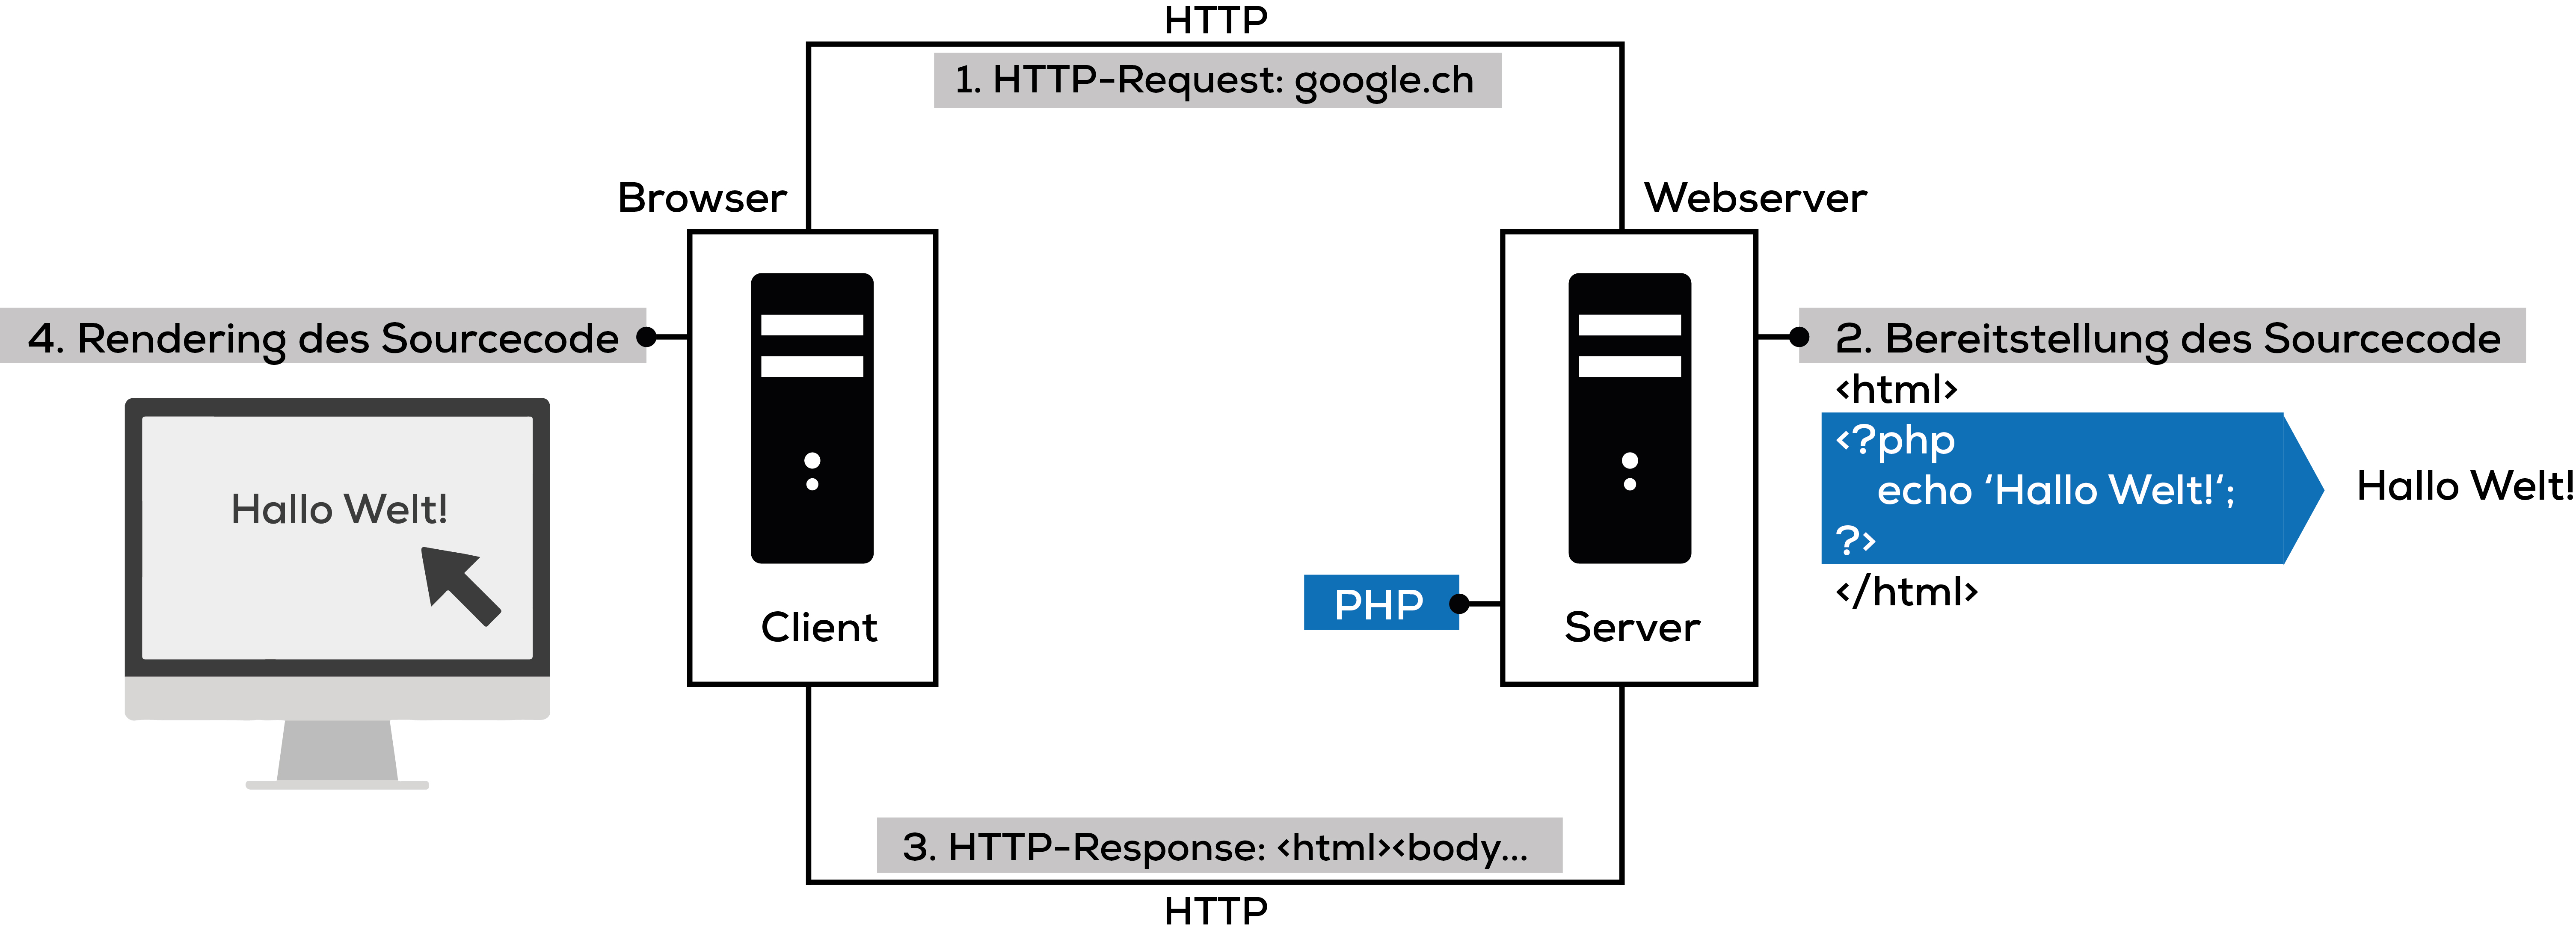 HTTP
1. HTTP-Request: google.ch
Browser
Webserver
4. Rendering des Sourcecode
2. Bereitstellung des Sourcecode
<html>
<?php
echo ‘Hallo Welt!‘;
?>
</html>
Hallo Welt!
Hallo Welt!
PHP
Client
Server
3. HTTP-Response: <html><body...
HTTP